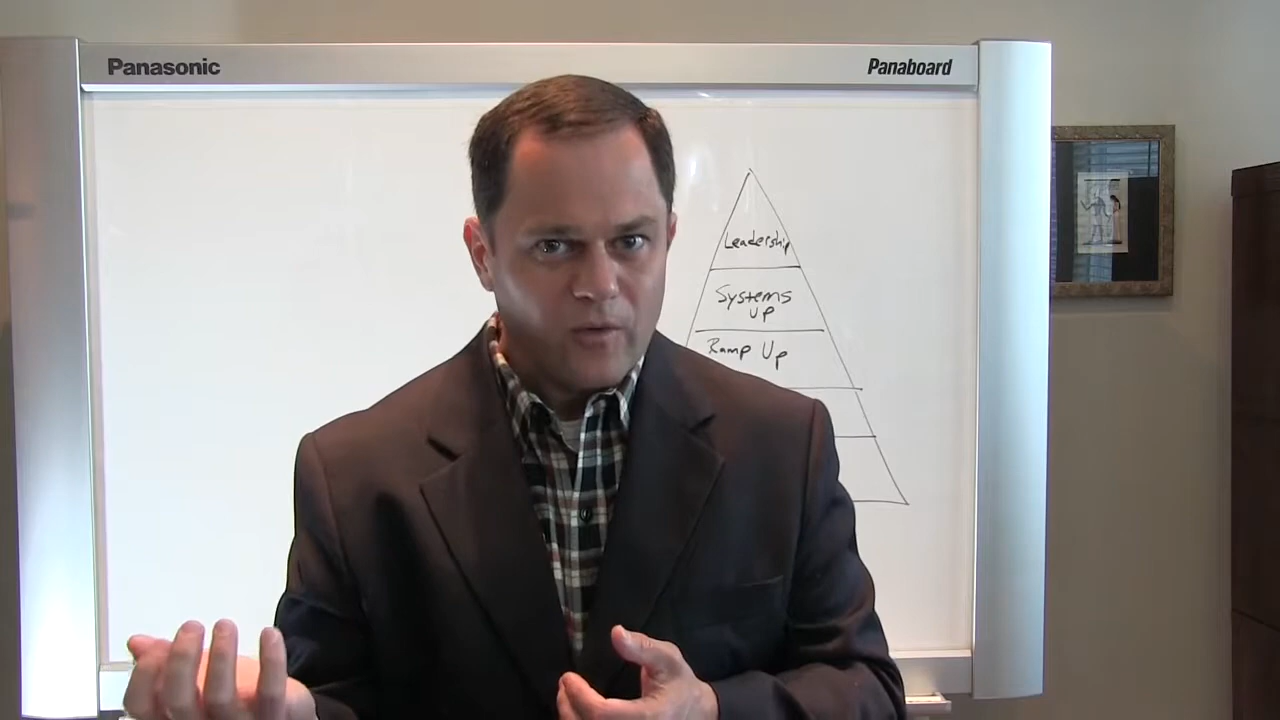 Panasonic
Panaboard
Leadership
Systems
Up
Ramp Up